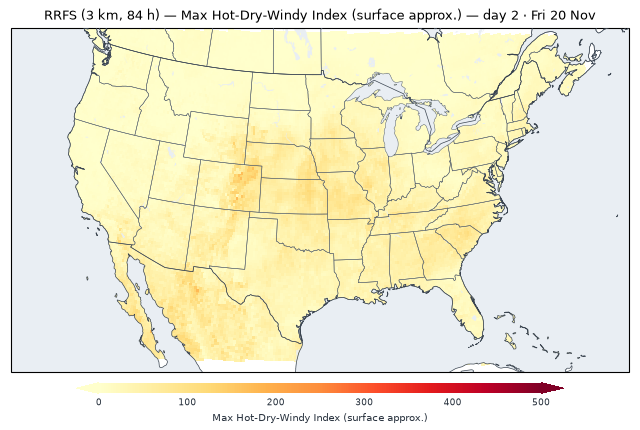 RRFS (3 km, 84 h) — Max Hot-Dry-Windy Index (surface approx.) — day 2 · Fri 20 Nov
0 100 200 300 400 500
Max Hot-Dry-Windy Index (surface approx.)